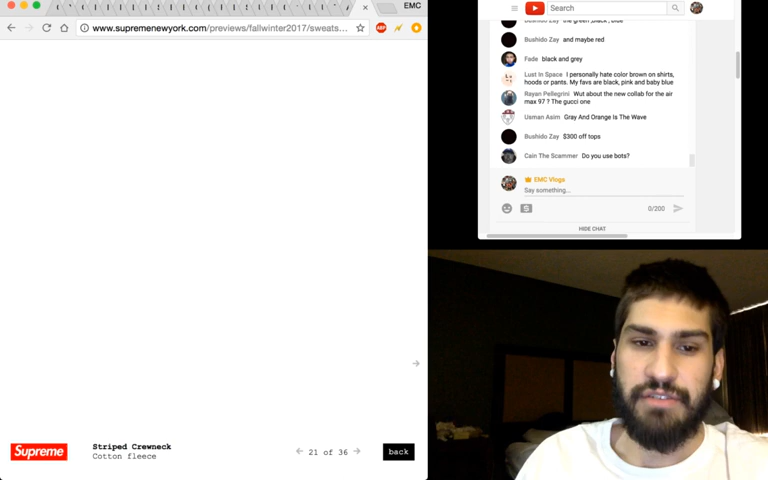 EMC
www.supremenewyork.com/previews/fallwinter2017/sweats...
Supreme
Striped Crewneck
Cotton fleece
21 of 36
back
Search
Bushido Zay and maybe red
Fade black and grey
Lust In Space I personally hate color brown on shirts,
hoods or pants. My favs are black, pink and baby blue
Rayan Pellegrini Wut about the new collab for the air
max 97 ? The gucci one
Usman Asim Gray And Orange Is The Wave
Bushido Zay $300 off tops
Cain The Scammer Do you use bots?
EMC Vlogs
Say something...
0/200
HIDE CHAT